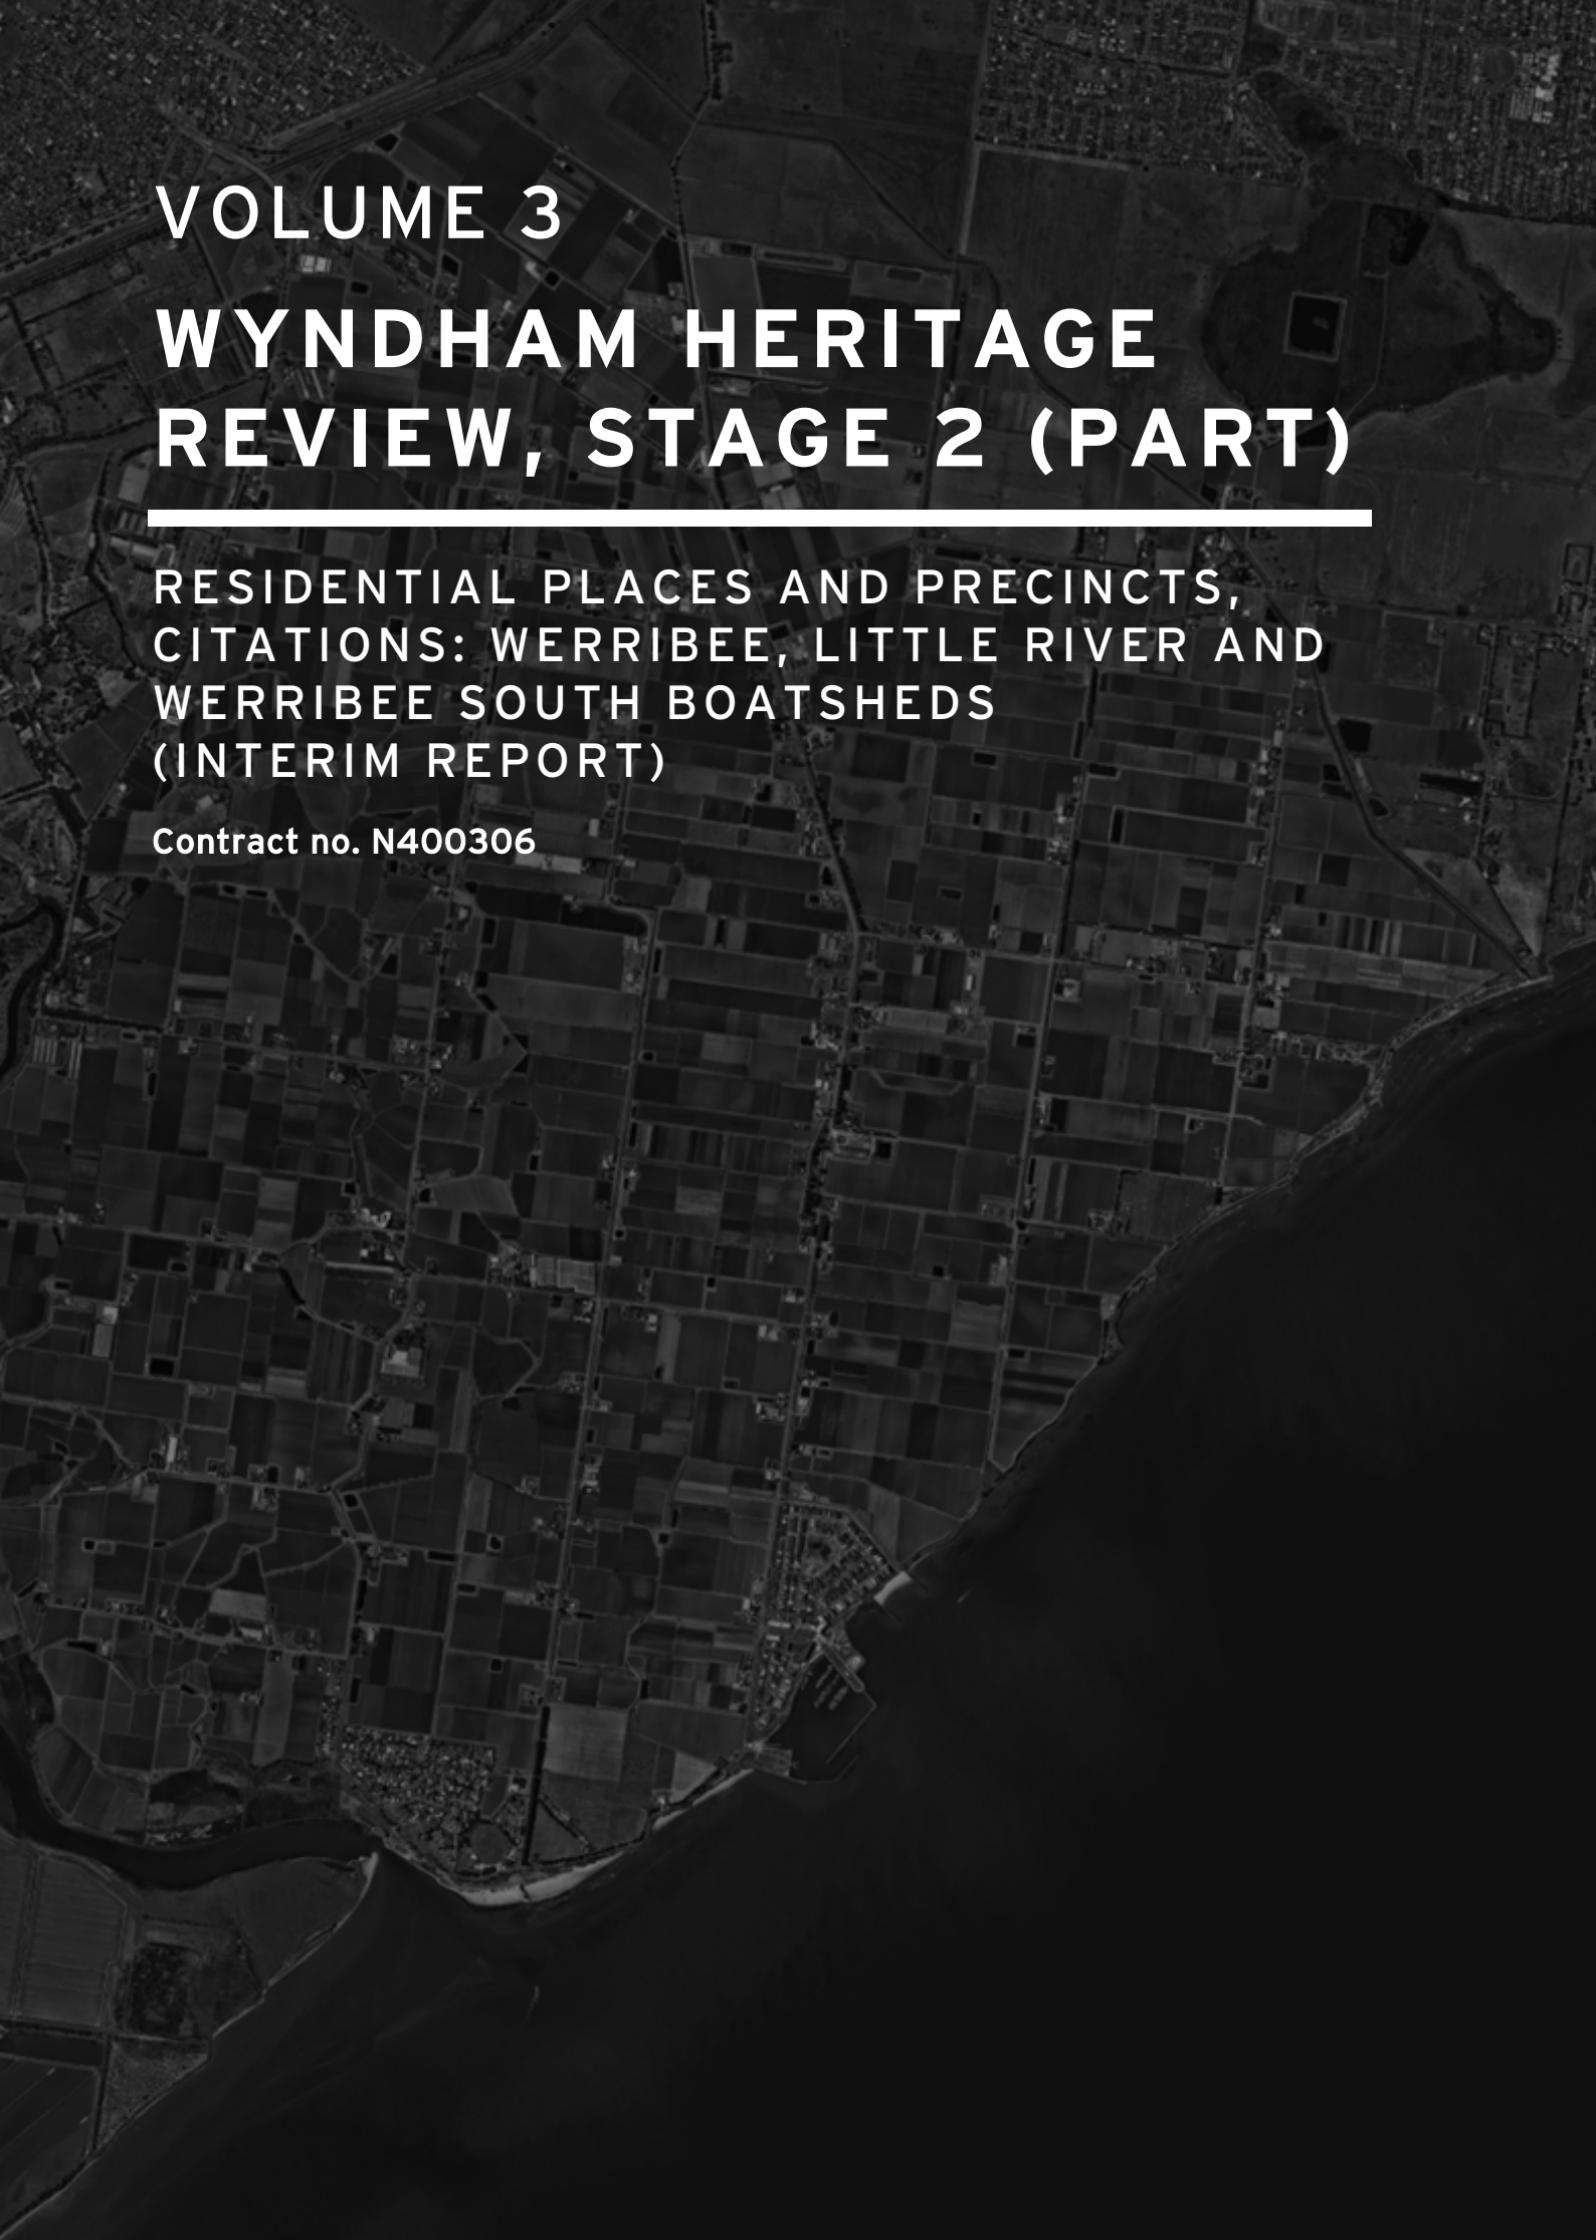 VOLUME 3
WYNDHAM HERITAGE
REVIEW, STAGE 2 (PART)
RESIDENTIAL PLACES AND PRECINCTS,
CITATIONS: WERRIBEE, LITTLE RIVER AND
WERRIBEE SOUTH BOATSHEDS
(INTERIM REPORT)
Contract no. N400306